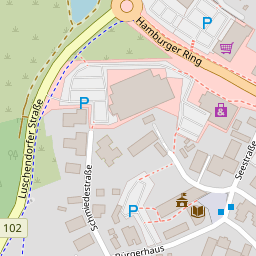 Hamburger Ring
P
P
Luschendorfer Straße
Schmiedestraße
Seestraße
P
102
Bürgerhaus